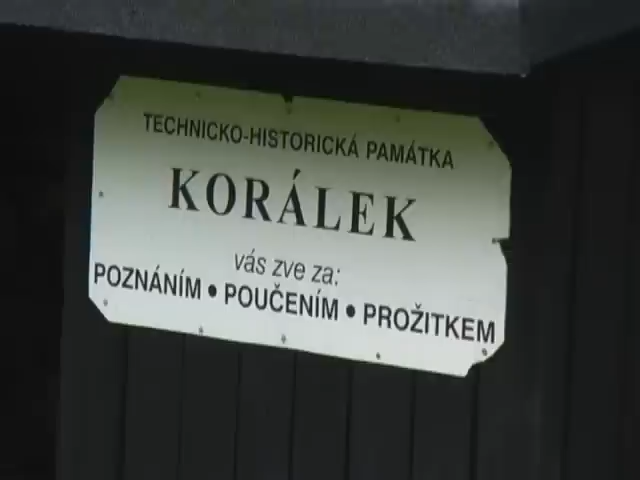 TECHNICKO-HISTORICKÁ PAMÁTKA
KORÁLEK
vás zve za:
POZNÁNÍM • POUČENÍM • PROŽITKEM